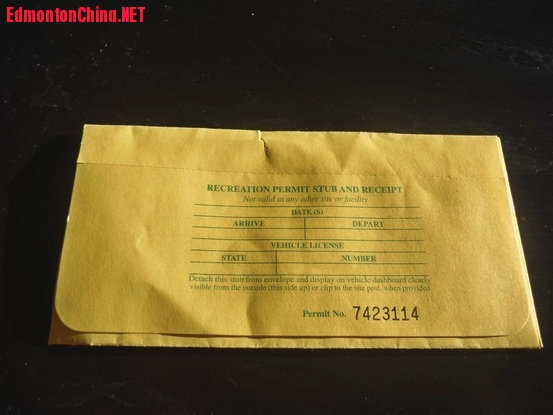 EdmontonChina.NET
RECREATION PERMIT STUB AND RECEIPT
Not valid at any other site or facility
DATE (S)
ARRIVE DEPART
VEHICLE LICENSE
STATE NUMBER
Detach this stub from envelope and display on vehicle dashboard clearly
visible from the outside (this side up) or clip to the site post, when provided
Permit No. 7423114